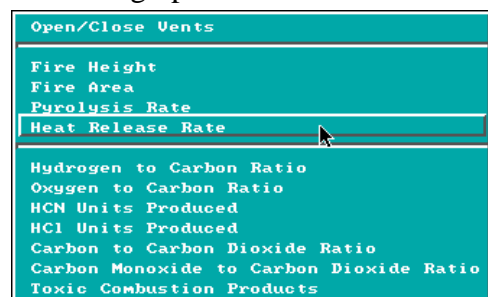 Open/Close Vents
Fire Height
Fire Area
Pyrolysis Rate
Heat Release Rate
Hydrogen to Carbon Ratio
Oxygen to Carbon Ratio
HCN Units Produced
HCl Units Produced
Carbon to Carbon Dioxide Ratio
Carbon Monoxide to Carbon Dioxide Ratio
Toxic Combustion Products